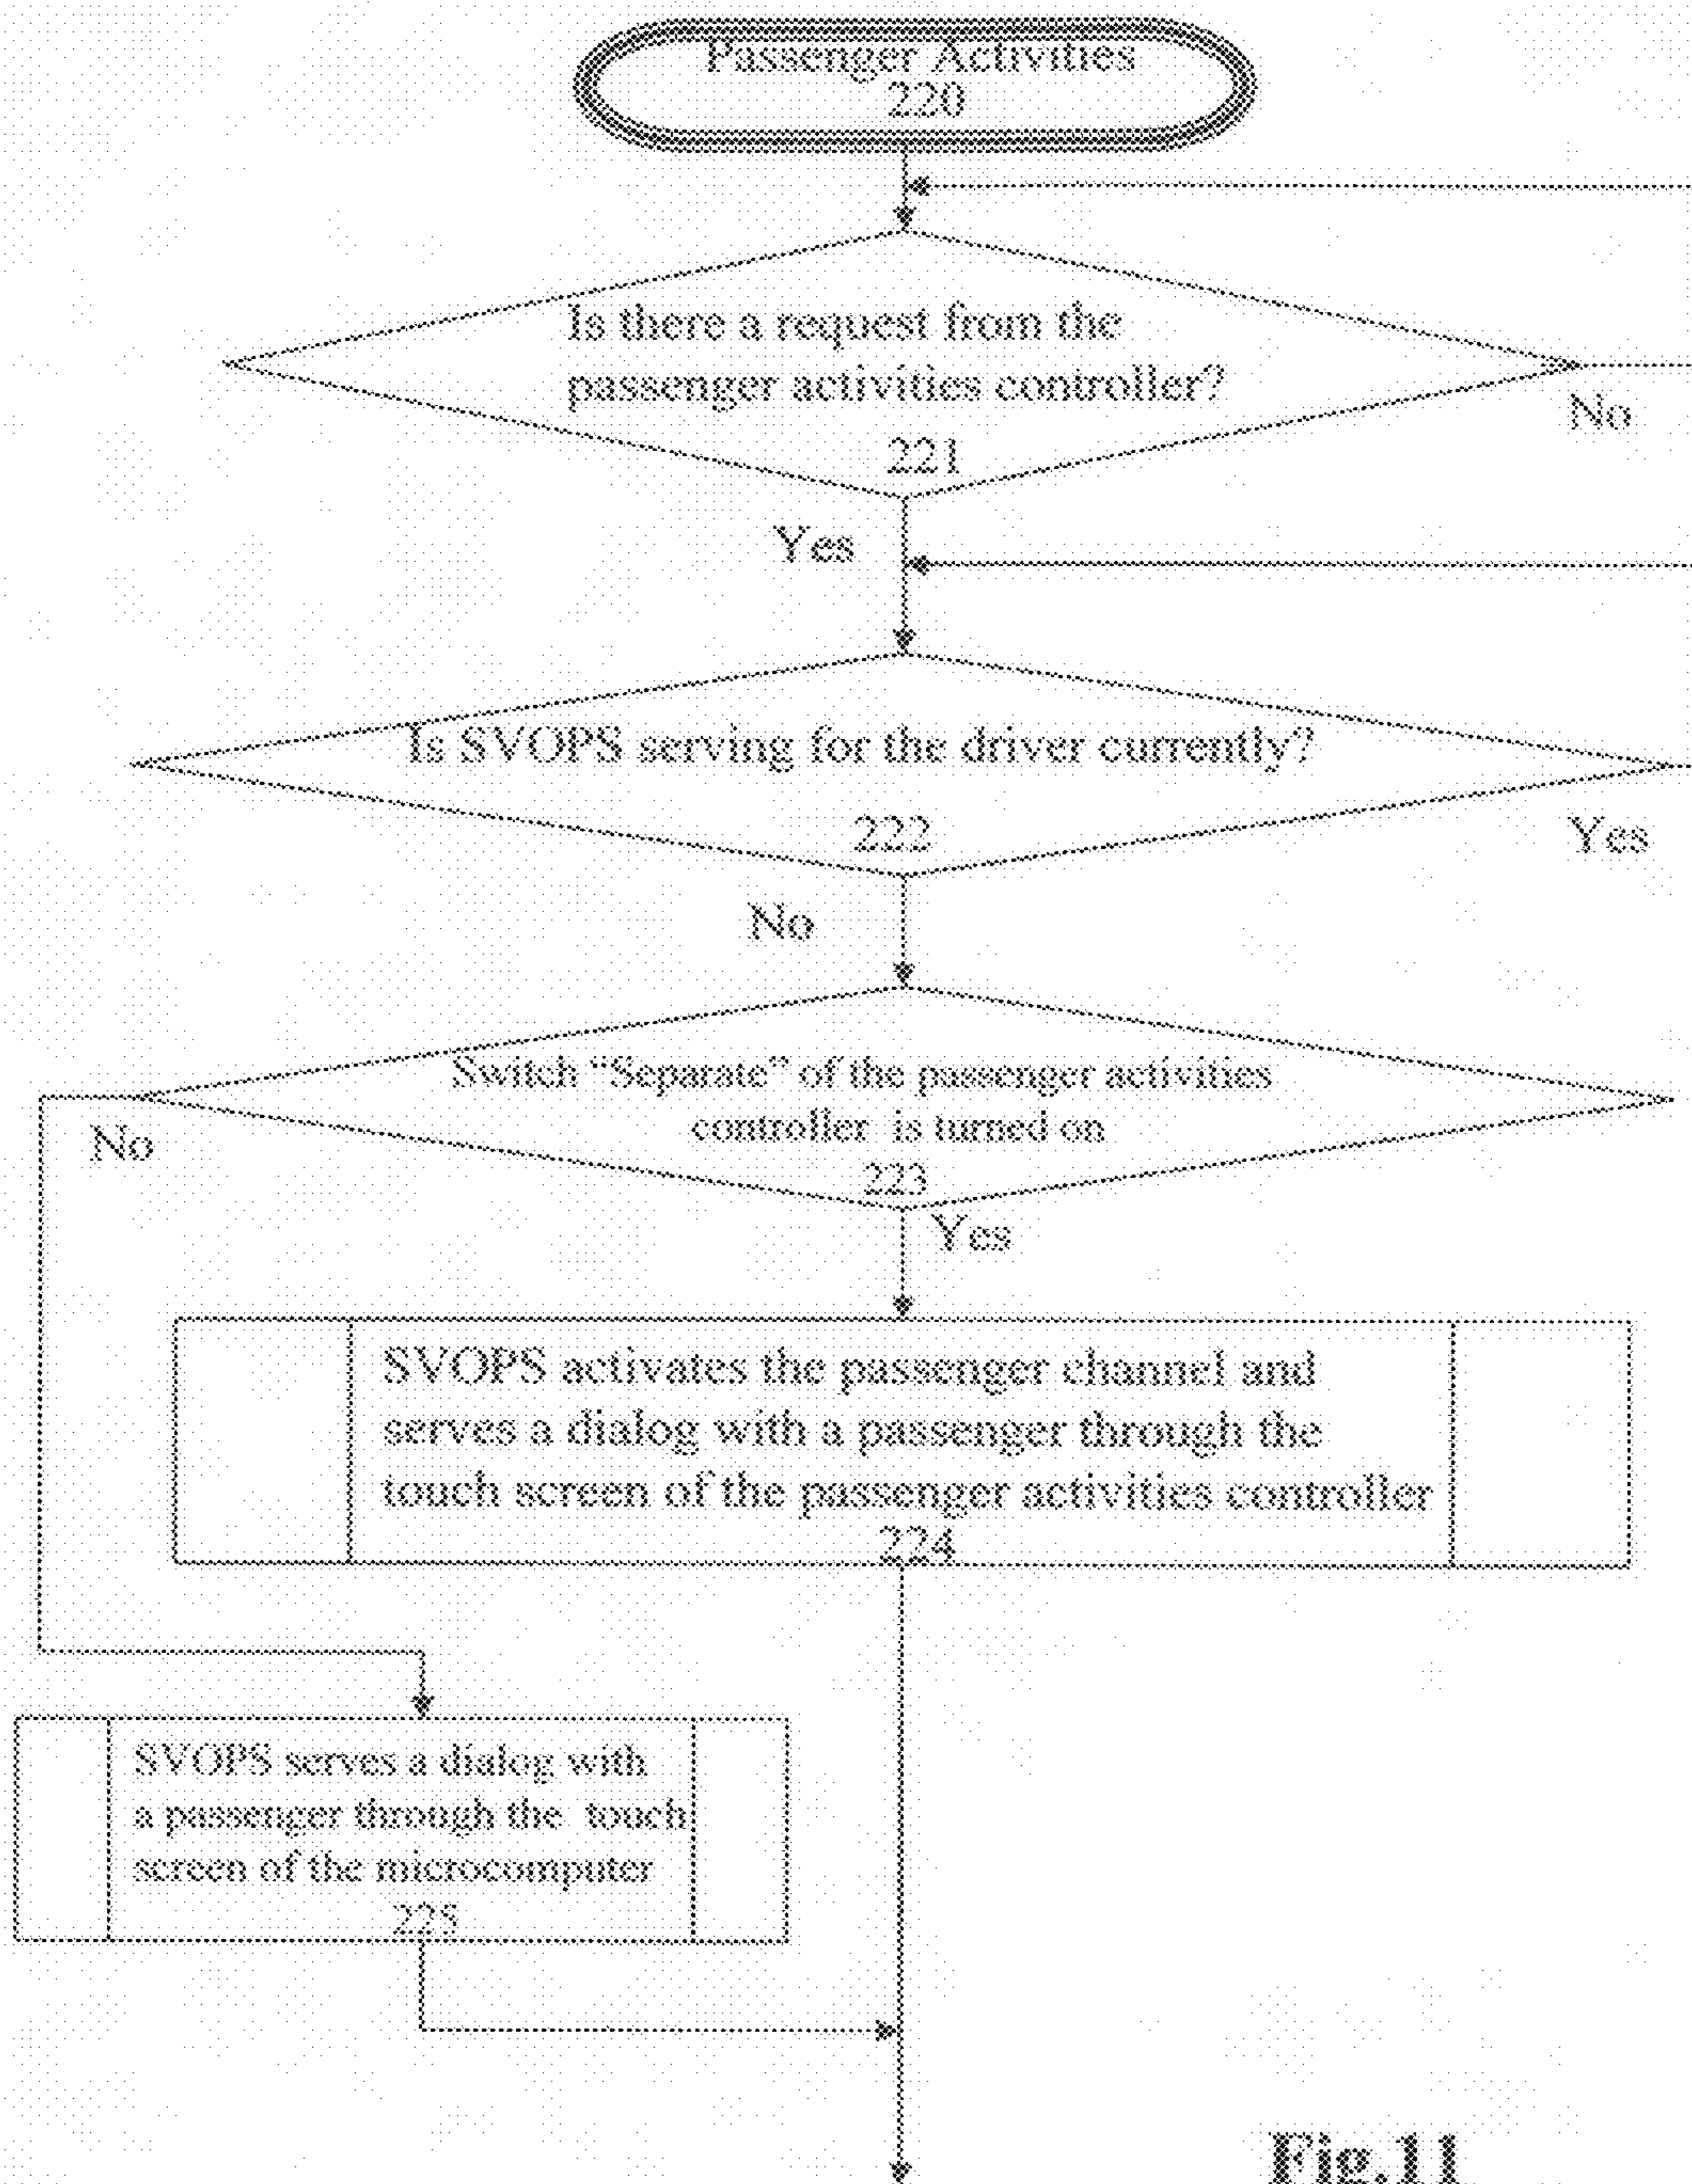 Passenger Activities
220
Is there a request from the
passenger activities controller?
221
No
Yes
Is SVOPS serving for the driver currently?
222
Yes
No
Switch “Separate” of the passenger activities
controller is turned on
223
No
Yes
SVOPS activates the passenger channel and
serves a dialog with a passenger through the
touch screen of the passenger activities controller
224
SVOPS serves a dialog with
a passenger through the touch
screen of the microcomputer
225
Fig.11